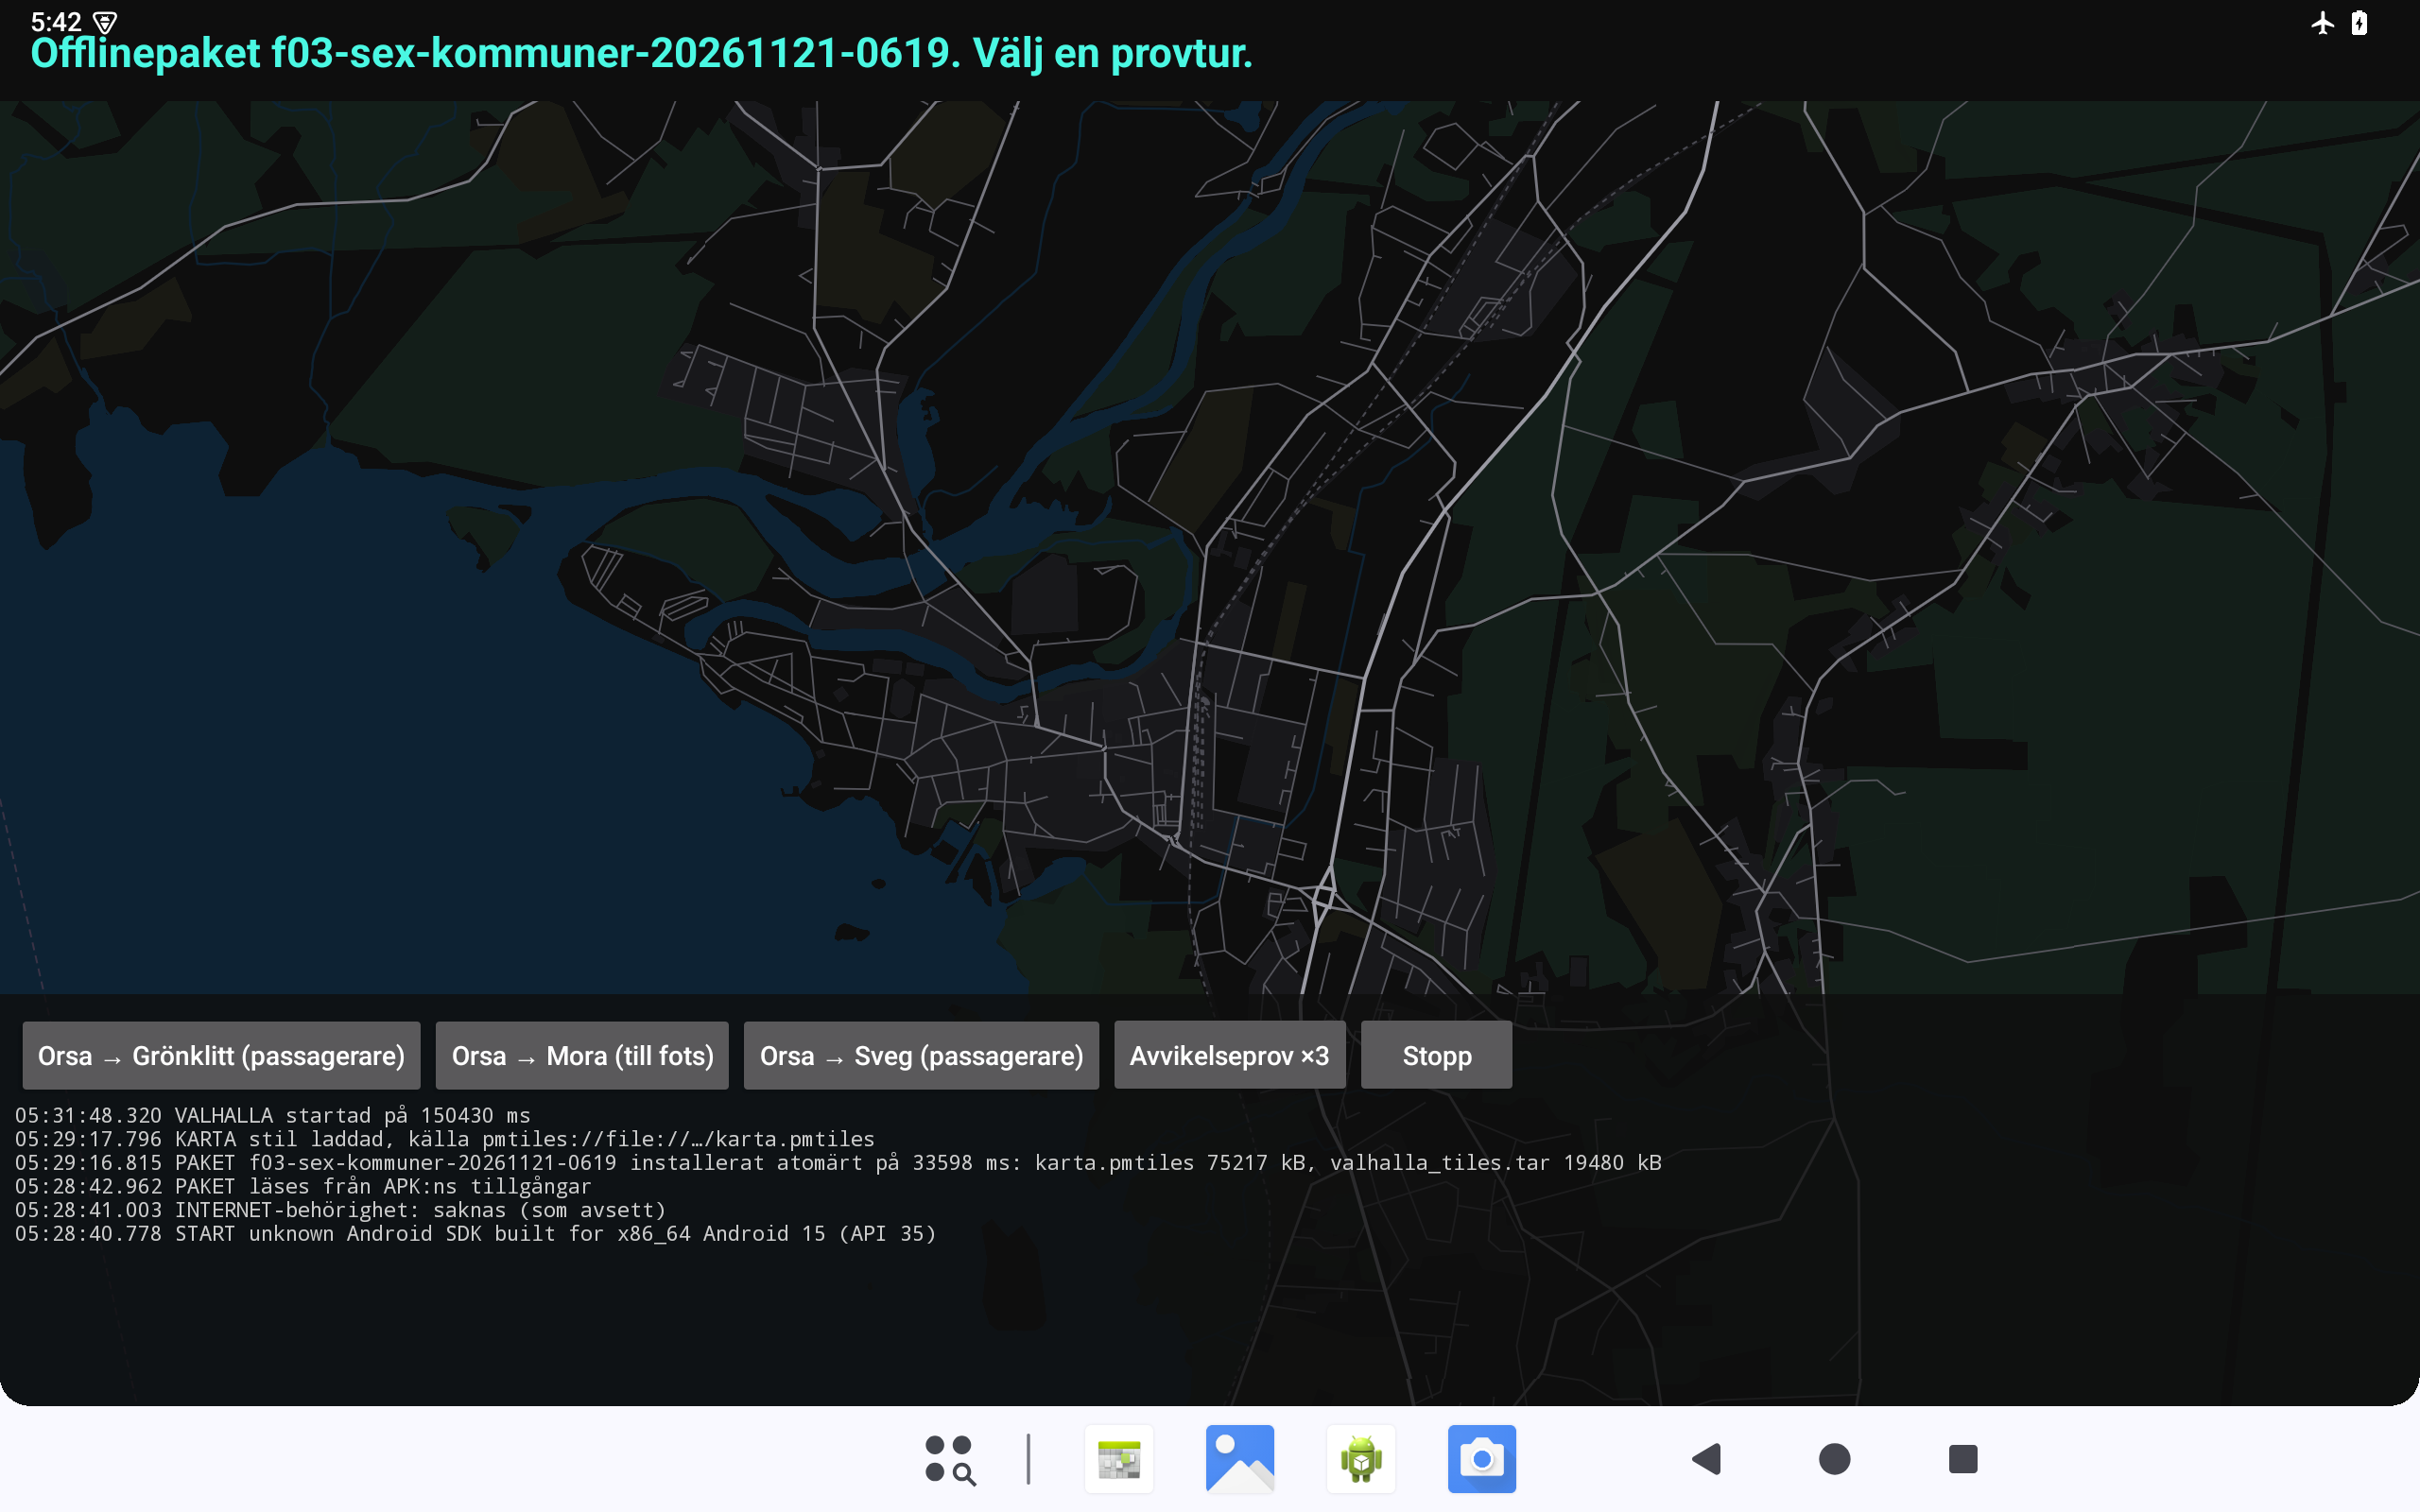 5:42
Offlinepaket f03-sex-kommuner-20261121-0619. Välj en provtur.
Orsa → Grönklitt (passagerare) Orsa → Mora (till fots) Orsa → Sveg (passagerare) Avvikelseprov ×3 Stopp
05:31:48.320 VALHALLA startad på 150430 ms
05:29:17.796 KARTA stil laddad, källa pmtiles://file://…/karta.pmtiles
05:29:16.815 PAKET f03-sex-kommuner-20261121-0619 installerat atomärt på 33598 ms: karta.pmtiles 75217 kB, valhalla_tiles.tar 19480 kB
05:28:42.962 PAKET läses från APK:ns tillgångar
05:28:41.003 INTERNET-behörighet: saknas (som avsett)
05:28:40.778 START unknown Android SDK built for x86_64 Android 15 (API 35)